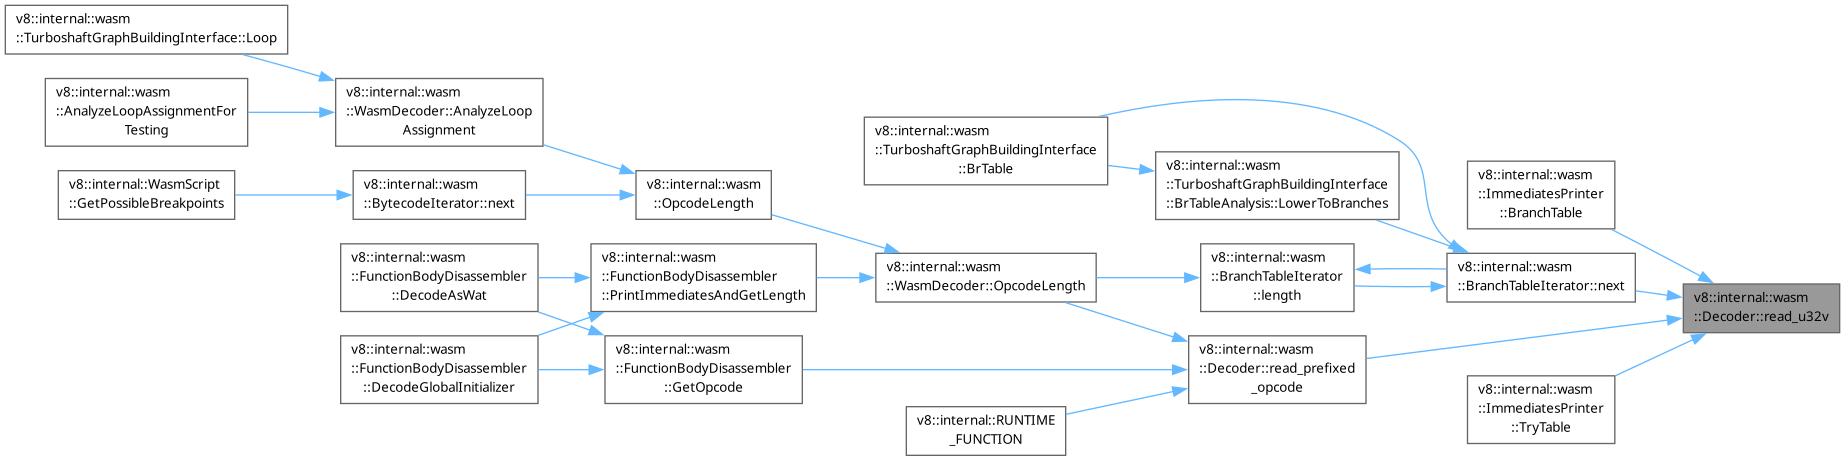 v8::internal::wasm
::TurboshaftGraphBuildingInterface::Loop
v8::internal::wasm
::AnalyzeLoopAssignmentFor
Testing
v8::internal::wasm
::WasmDecoder::AnalyzeLoop
Assignment
v8::internal::WasmScript
::GetPossibleBreakpoints
v8::internal::wasm
::BytecodeIterator::next
v8::internal::wasm
::OpcodeLength
v8::internal::wasm
::TurboshaftGraphBuildingInterface
::BrTable
v8::internal::wasm
::TurboshaftGraphBuildingInterface
::BrTableAnalysis::LowerToBranches
v8::internal::wasm
::ImmediatesPrinter
::BranchTable
v8::internal::wasm
::FunctionBodyDisassembler
::DecodeAsWat
v8::internal::wasm
::FunctionBodyDisassembler
::PrintImmediatesAndGetLength
v8::internal::wasm
::WasmDecoder::OpcodeLength
v8::internal::wasm
::BranchTableIterator
::length
v8::internal::wasm
::BranchTableIterator::next
v8::internal::wasm
::Decoder::read_u32v
v8::internal::wasm
::FunctionBodyDisassembler
::DecodeGlobalInitializer
v8::internal::wasm
::FunctionBodyDisassembler
::GetOpcode
v8::internal::wasm
::Decoder::read_prefixed
_opcode
v8::internal::RUNTIME
_FUNCTION
v8::internal::wasm
::ImmediatesPrinter
::TryTable